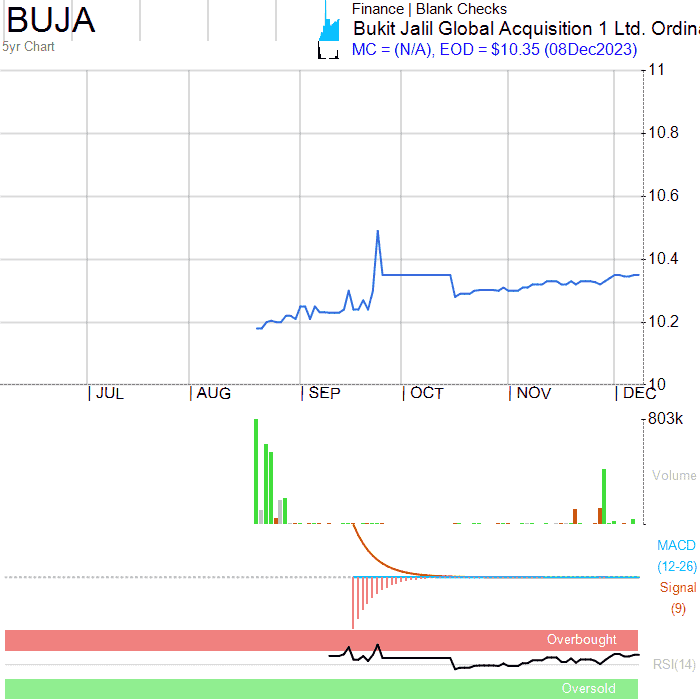 BUJA
5yr Chart
Finance | Blank Checks
Bukit Jalil Global Acquisition 1 Ltd. Ordina
MC = (N/A), EOD = $10.35 (08Dec2023)
11
10.8
10.6
10.4
10.2
10
JUL AUG SEP OCT NOV DEC
803k
Volume
MACD
(12-26)
Signal
(9)
Overbought
RSI(14)
Oversold